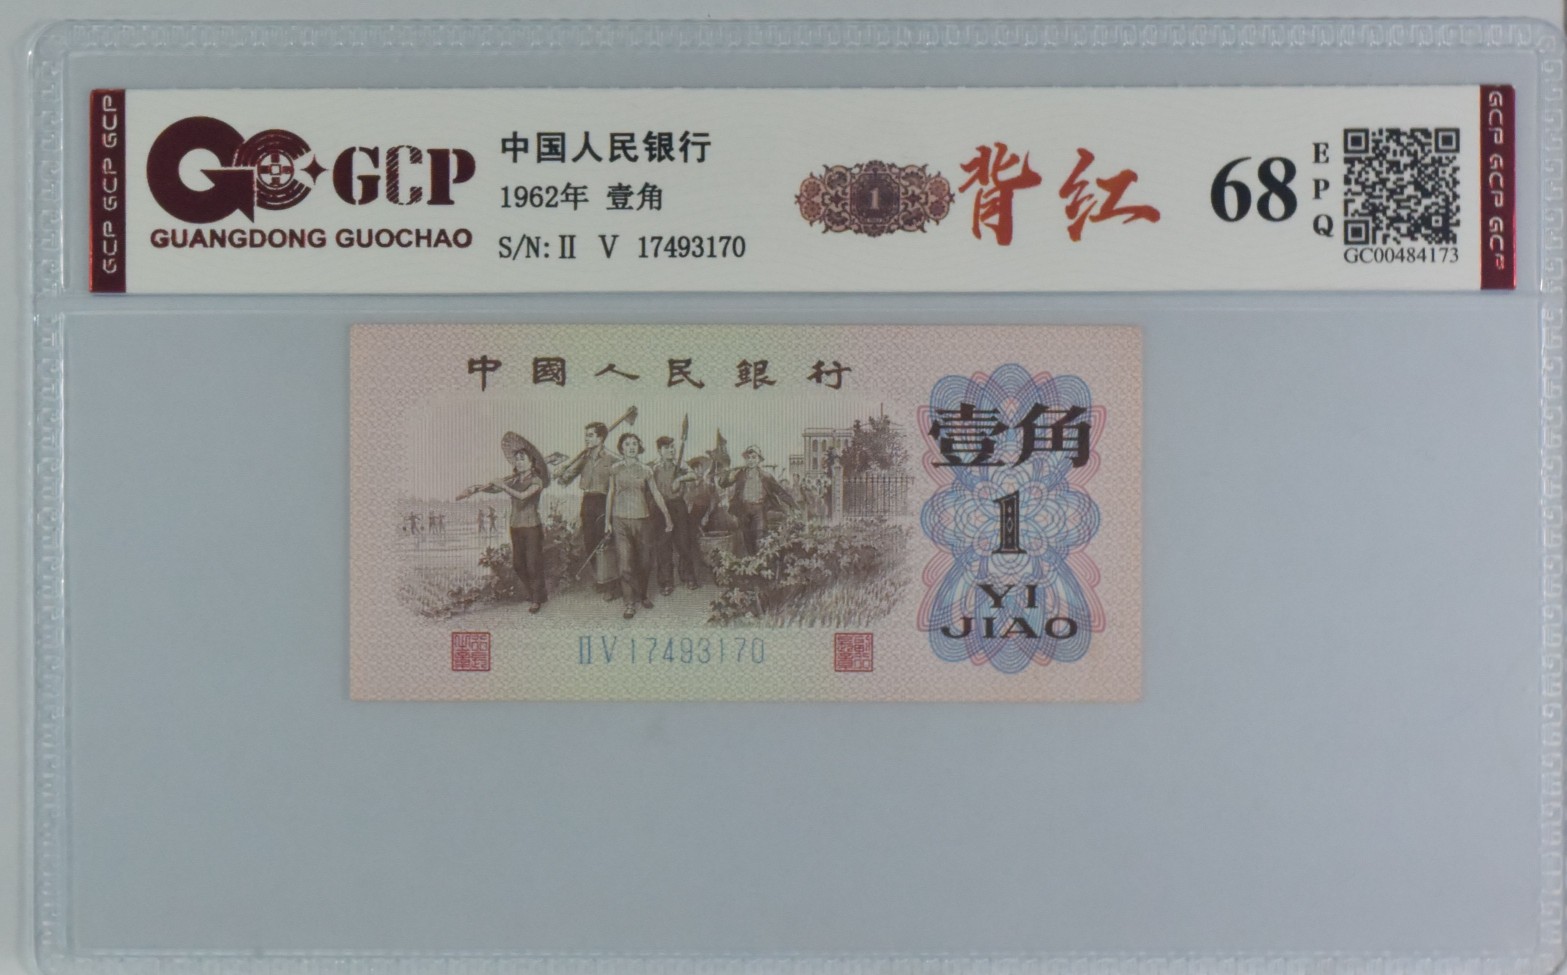 GCP GCP GCP
GCP
GUANGDONG GUOCHAO
中国人民银行
1962年 壹角
S/N: II V 17493170
1
背红
68
EPQ
GC00484173
GCP GCP GCP
中國人民銀行
壹角
1
YI
JIAO
II V 17493170